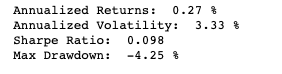 Annualized Returns:  0.27 %
Annualized Volatility:  3.33 %
Sharpe Ratio:  0.098
Max Drawdown:  -4.25 %